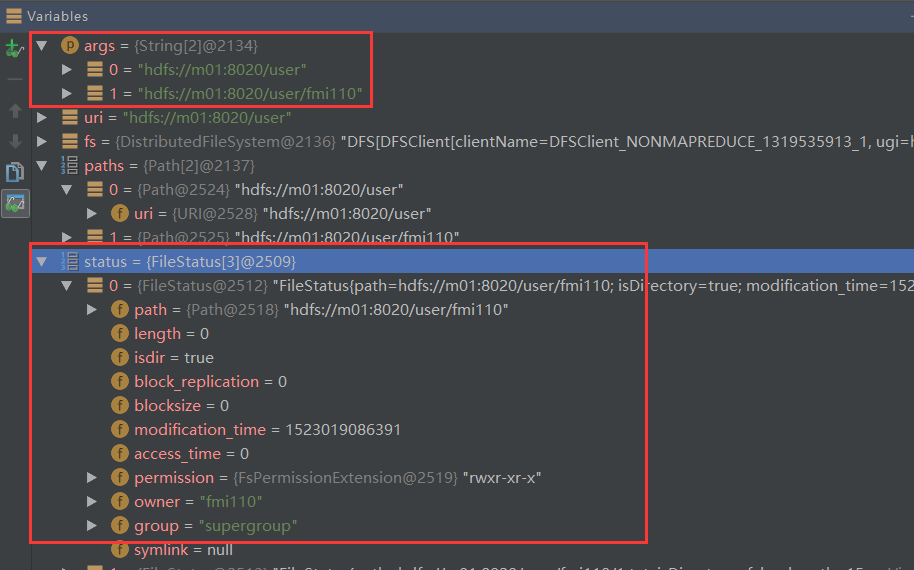 Variables
args = {String[2]@2134}
0 = "hdfs://m01:8020/user"
1 = "hdfs://m01:8020/user/fmi110"
uri = "hdfs://m01:8020/user"
fs = {DistributedFileSystem@2136} "DFS[DFSClient[clientName=DFSClient_NONMAPREDUCE_1319535913_1, ugi=
paths = {Path[2]@2137}
0 = {Path@2524} "hdfs://m01:8020/user"
uri = {URI@2528} "hdfs://m01:8020/user"
1 = {Path@2525} "hdfs://m01:8020/user/fmi110"
status = {FileStatus[3]@2509}
0 = {FileStatus@2512} "FileStatus{path=hdfs://m01:8020/user/fmi110; isDirectory=true; modification_time=152
path = {Path@2518} "hdfs://m01:8020/user/fmi110"
length = 0
isdir = true
block_replication = 0
blocksize = 0
modification_time = 1523019086391
access_time = 0
permission = {FsPermissionExtension@2519} "rwxr-xr-x"
owner = "fmi110"
group = "supergroup"
symlink = null